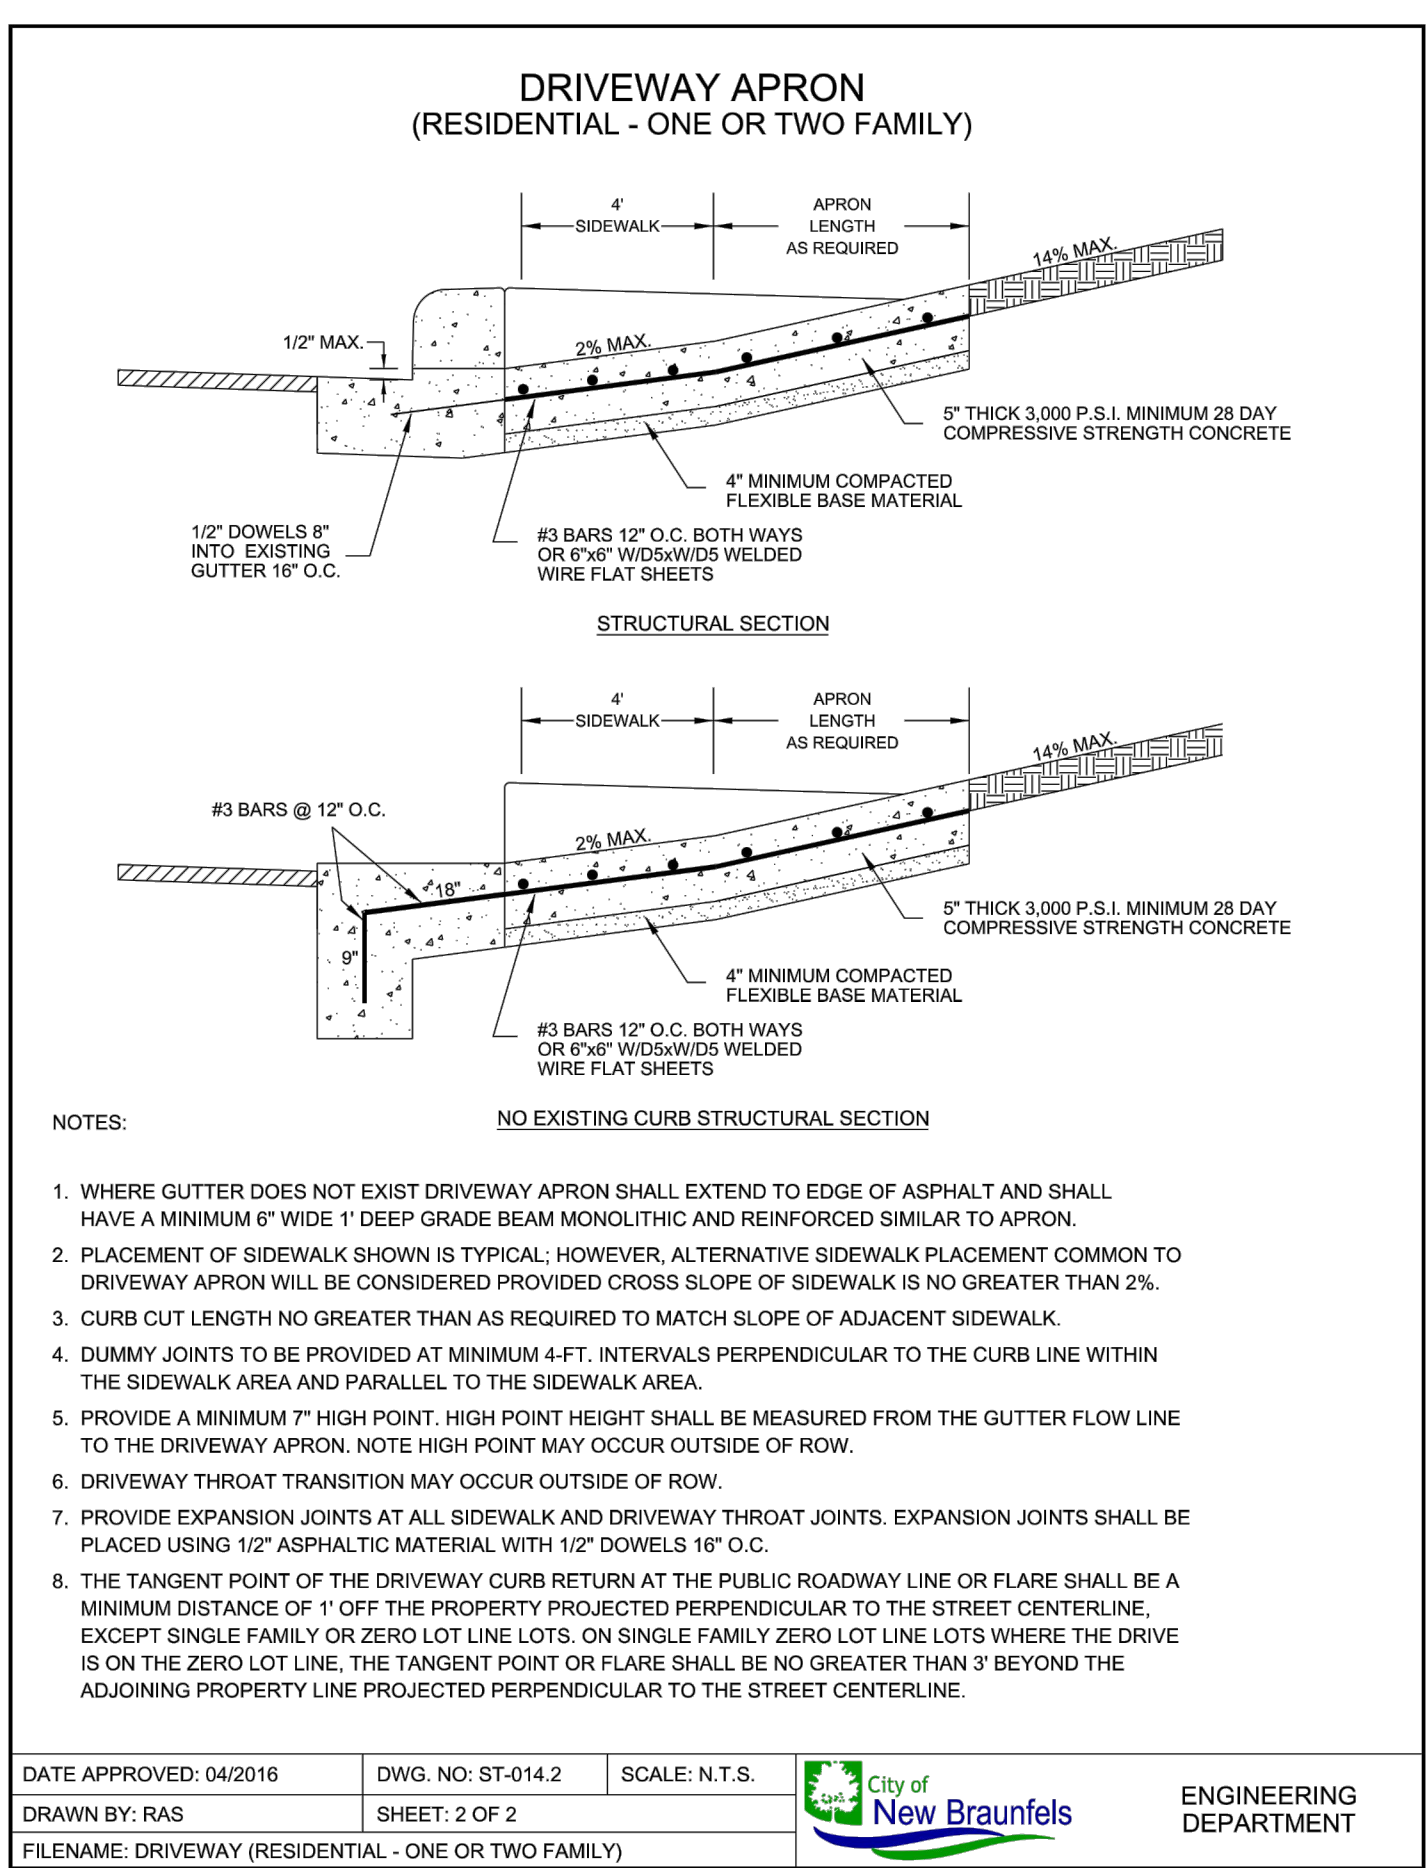 DRIVEWAY APRON
(RESIDENTIAL - ONE OR TWO FAMILY)
4'
SIDEWALK
APRON
LENGTH
AS REQUIRED
14% MAX.
1/2" MAX.
2% MAX.
5" THICK 3,000 P.S.I. MINIMUM 28 DAY
COMPRESSIVE STRENGTH CONCRETE
4" MINIMUM COMPACTED
FLEXIBLE BASE MATERIAL
1/2" DOWELS 8"
INTO EXISTING
GUTTER 16" O.C.
#3 BARS 12" O.C. BOTH WAYS
OR 6"x6" W/D5xW/D5 WELDED
WIRE FLAT SHEETS
STRUCTURAL SECTION
4'
SIDEWALK
APRON
LENGTH
AS REQUIRED
14% MAX.
#3 BARS @ 12" O.C.
2% MAX.
18"
9"
5" THICK 3,000 P.S.I. MINIMUM 28 DAY
COMPRESSIVE STRENGTH CONCRETE
4" MINIMUM COMPACTED
FLEXIBLE BASE MATERIAL
#3 BARS 12" O.C. BOTH WAYS
OR 6"x6" W/D5xW/D5 WELDED
WIRE FLAT SHEETS
NO EXISTING CURB STRUCTURAL SECTION
NOTES:
1. WHERE GUTTER DOES NOT EXIST DRIVEWAY APRON SHALL EXTEND TO EDGE OF ASPHALT AND SHALL
HAVE A MINIMUM 6" WIDE 1' DEEP GRADE BEAM MONOLITHIC AND REINFORCED SIMILAR TO APRON.
2. PLACEMENT OF SIDEWALK SHOWN IS TYPICAL; HOWEVER, ALTERNATIVE SIDEWALK PLACEMENT COMMON TO
DRIVEWAY APRON WILL BE CONSIDERED PROVIDED CROSS SLOPE OF SIDEWALK IS NO GREATER THAN 2%.
3. CURB CUT LENGTH NO GREATER THAN AS REQUIRED TO MATCH SLOPE OF ADJACENT SIDEWALK.
4. DUMMY JOINTS TO BE PROVIDED AT MINIMUM 4-FT. INTERVALS PERPENDICULAR TO THE CURB LINE WITHIN
THE SIDEWALK AREA AND PARALLEL TO THE SIDEWALK AREA.
5. PROVIDE A MINIMUM 7" HIGH POINT. HIGH POINT HEIGHT SHALL BE MEASURED FROM THE GUTTER FLOW LINE
TO THE DRIVEWAY APRON. NOTE HIGH POINT MAY OCCUR OUTSIDE OF ROW.
6. DRIVEWAY THROAT TRANSITION MAY OCCUR OUTSIDE OF ROW.
7. PROVIDE EXPANSION JOINTS AT ALL SIDEWALK AND DRIVEWAY THROAT JOINTS. EXPANSION JOINTS SHALL BE
PLACED USING 1/2" ASPHALTIC MATERIAL WITH 1/2" DOWELS 16" O.C.
8. THE TANGENT POINT OF THE DRIVEWAY CURB RETURN AT THE PUBLIC ROADWAY LINE OR FLARE SHALL BE A
MINIMUM DISTANCE OF 1' OFF THE PROPERTY PROJECTED PERPENDICULAR TO THE STREET CENTERLINE,
EXCEPT SINGLE FAMILY OR ZERO LOT LINE LOTS. ON SINGLE FAMILY ZERO LOT LINE LOTS WHERE THE DRIVE
IS ON THE ZERO LOT LINE, THE TANGENT POINT OR FLARE SHALL BE NO GREATER THAN 3' BEYOND THE
ADJOINING PROPERTY LINE PROJECTED PERPENDICULAR TO THE STREET CENTERLINE.
DATE APPROVED: 04/2016
DWG. NO: ST-014.2
SCALE: N.T.S.
DRAWN BY: RAS
SHEET: 2 OF 2
FILENAME: DRIVEWAY (RESIDENTIAL - ONE OR TWO FAMILY)
City of
New Braunfels
ENGINEERING
DEPARTMENT